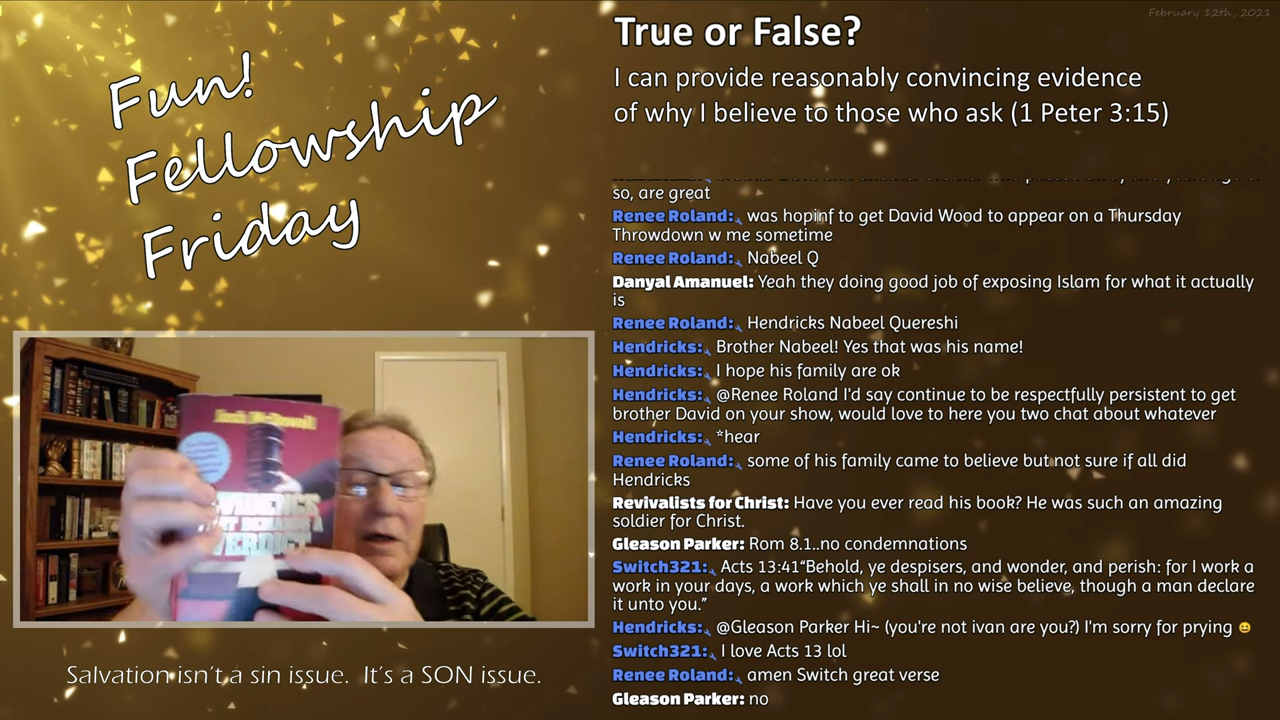 February 12th, 2021
Fun!
Fellowship
Friday
True or False?
I can provide reasonably convincing evidence
of why I believe to those who ask (1 Peter 3:15)
so, are great
Renee Roland: was hopinf to get David Wood to appear on a Thursday
Throwdown w me sometime
Renee Roland: Nabeel Q
Danyal Amanuel: Yeah they doing good job of exposing Islam for what it actually
is
Renee Roland: Hendricks Nabeel Quereshi
Hendricks: Brother Nabeel! Yes that was his name!
Hendricks: I hope his family are ok
Hendricks: @Renee Roland I'd say continue to be respectfully persistent to get
brother David on your show, would love to here you two chat about whatever
Hendricks: *hear
Renee Roland: some of his family came to believe but not sure if all did
Hendricks
Revivalists for Christ: Have you ever read his book? He was such an amazing
soldier for Christ.
Gleason Parker: Rom 8.1..no condemnations
Switch321: Acts 13:41“Behold, ye despisers, and wonder, and perish: for I work a
work in your days, a work which ye shall in no wise believe, though a man declare
it unto you.”
Hendricks: @Gleason Parker Hi~ (you're not ivan are you?) I'm sorry for prying 😆
Switch321: I love Acts 13 lol
Renee Roland: amen Switch great verse
Gleason Parker: no
Josh McDowell
VERDICT
Salvation isn't a sin issue. It's a SON issue.